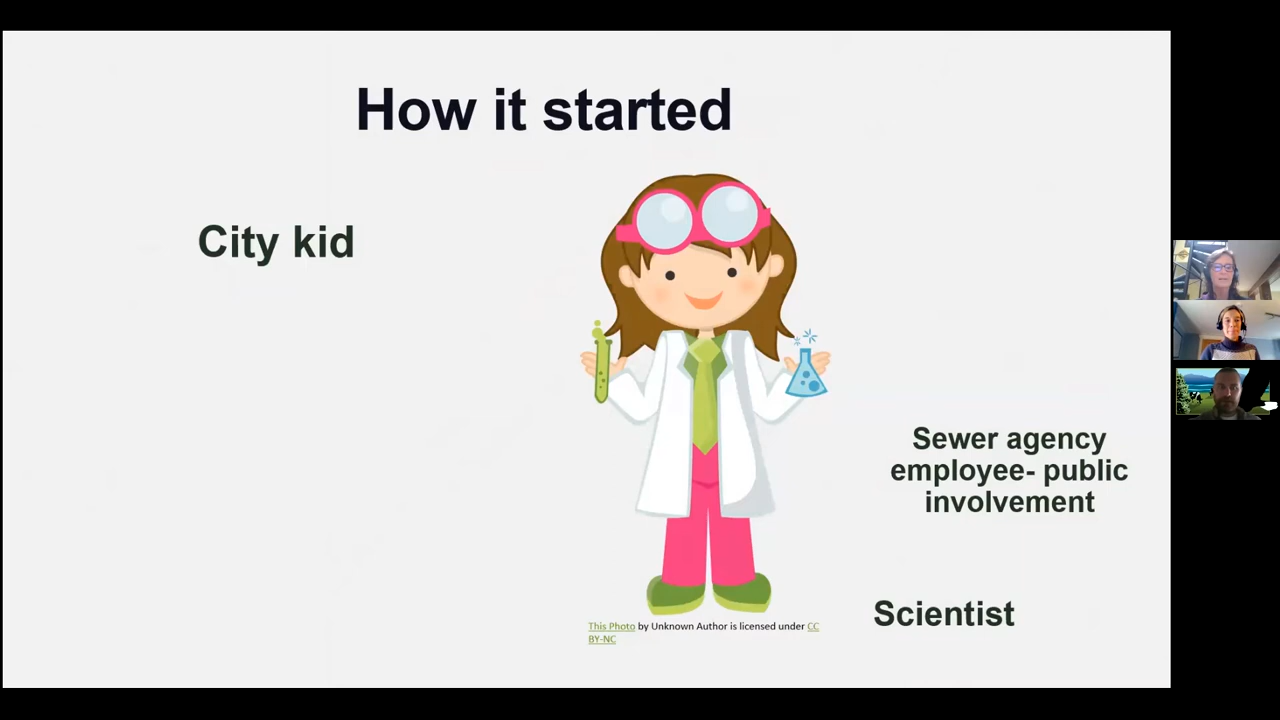 How it started
City kid
Sewer agency
employee- public
involvement
Scientist
This Photo by Unknown Author is licensed under CC
BY-NC